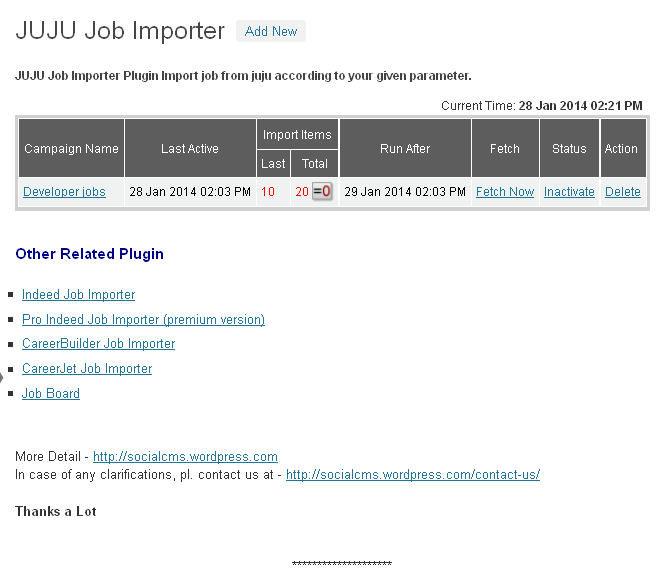 JUJU Job Importer Add New
JUJU Job Importer Plugin Import job from juju according to your given parameter.
Current Time: 28 Jan 2014 02:21 PM
Campaign Name Last Active Import Items Run After Fetch Status Action
Last Total
Developer jobs 28 Jan 2014 02:03 PM 10 20 =0 29 Jan 2014 02:03 PM Fetch Now Inactivate Delete
Other Related Plugin
Indeed Job Importer
Pro Indeed Job Importer (premium version)
CareerBuilder Job Importer
CareerJet Job Importer
Job Board
More Detail - http://socialcms.wordpress.com
In case of any clarifications, pl. contact us at - http://socialcms.wordpress.com/contact-us/
Thanks a Lot
********************